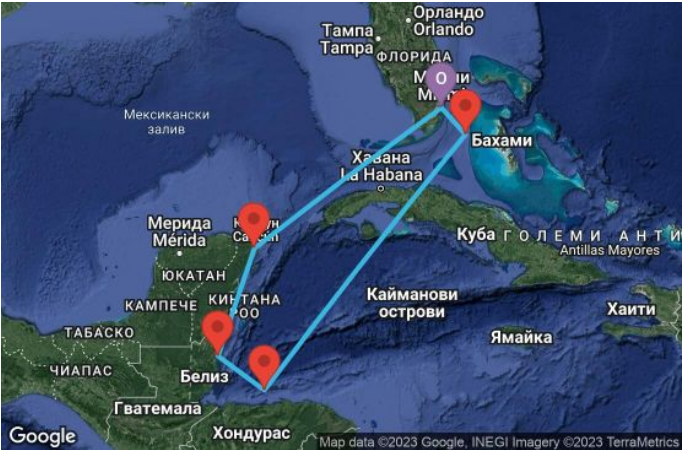 Орландо
Orlando
Тампа
Tampa
ФЛОРИДА
О
Мексикански
залив
Бахами
Хавана
La Habana
Мерида
Mérida
Куба
ГОЛЕМИ АНТИ
Antillas Mayores
ЮКАТАН
КАМПЕЧЕ
КИНТАНА
РОО
Кайманови
острови
Хаити
ТАБАСКО
Ямайка
ЧИАПАС
Белиз
Гватемала
Хондурас
Google
Map data ©2023 Google, INEGI Imagery ©2023 TerraMetrics